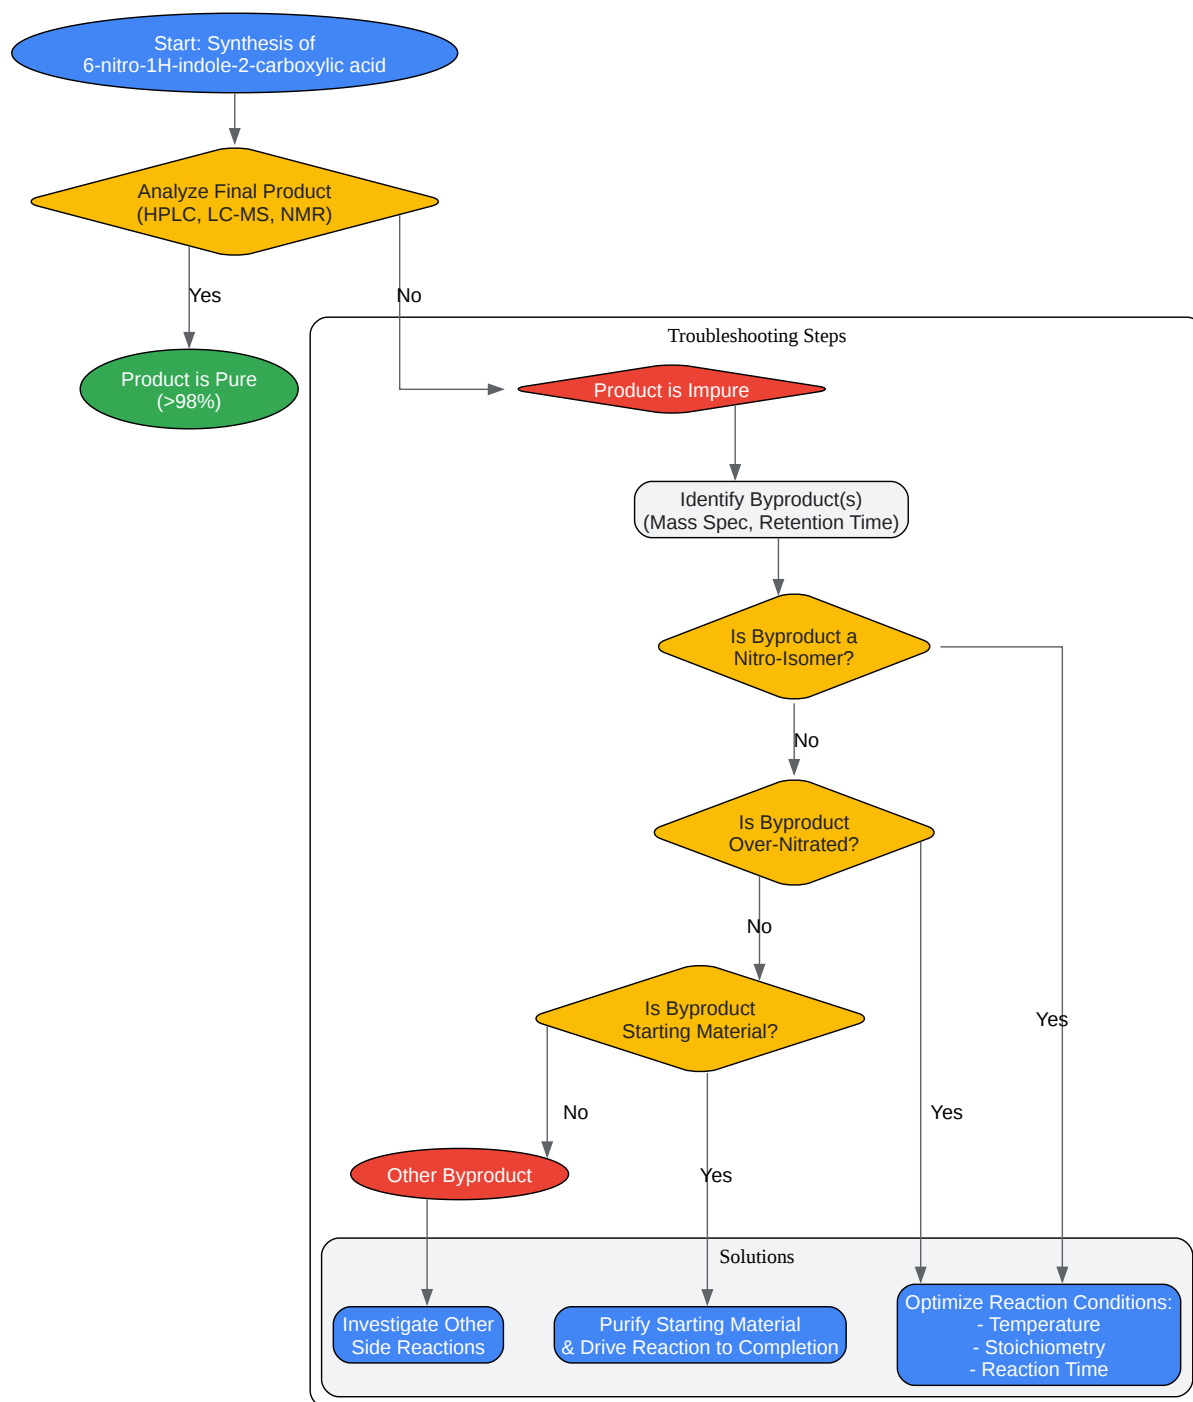 Start: Synthesis of
6-nitro-1H-indole-2-carboxylic acid
Analyze Final Product
(HPLC, LC-MS, NMR)
Yes
No
Product is Pure
(>98%)
Troubleshooting Steps
Product is Impure
Identify Byproduct(s)
(Mass Spec, Retention Time)
Is Byproduct a
Nitro-Isomer?
No
Is Byproduct
Over-Nitrated?
No
Is Byproduct
Starting Material?
Yes
No
Yes
Other Byproduct
Yes
Solutions
Investigate Other
Side Reactions
Purify Starting Material
& Drive Reaction to Completion
Optimize Reaction Conditions:
- Temperature
- Stoichiometry
- Reaction Time